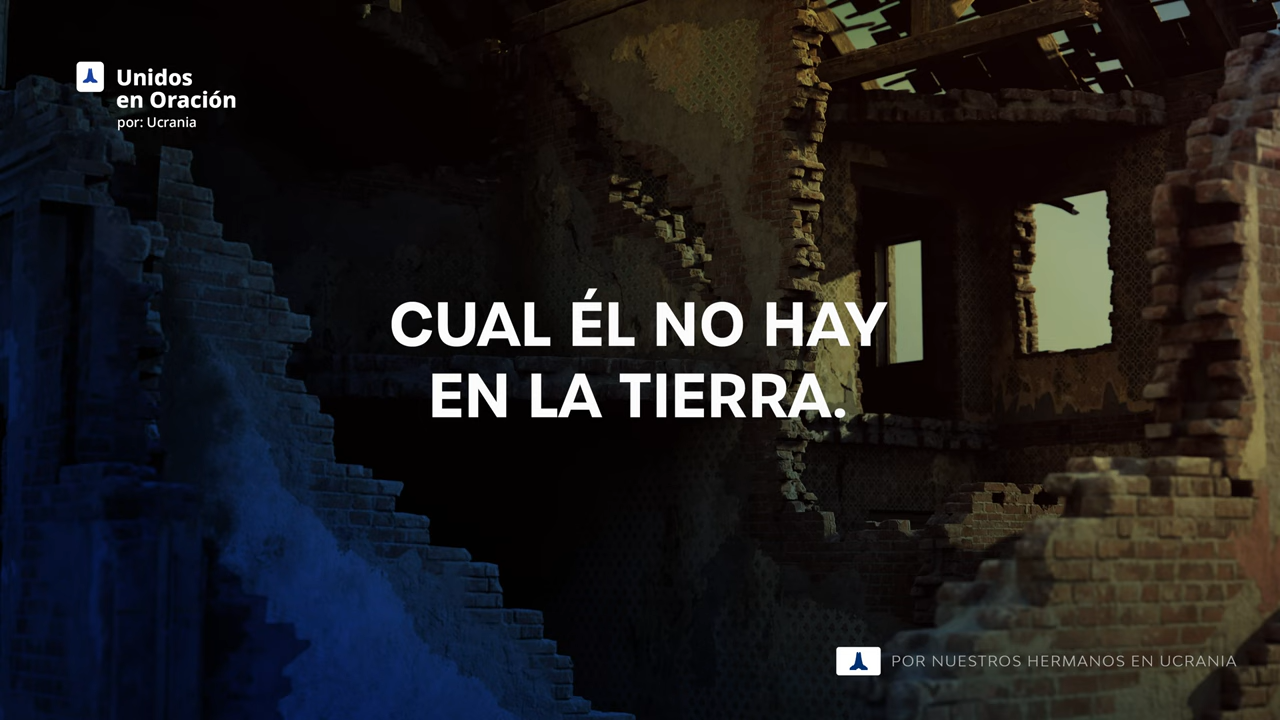 Unidos
en Oración
por: Ucrania
CUAL ÉL NO HAY
EN LA TIERRA.
POR NUESTROS HERMANOS EN UCRANIA